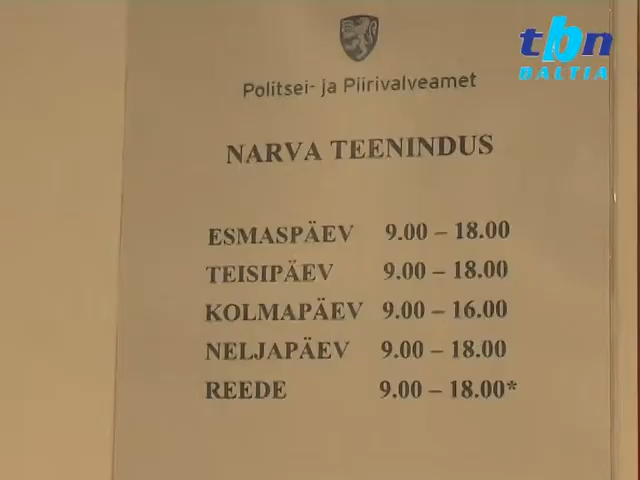 tbn
BALTIA
Politsei- ja Piirivalveamet
NARVA TEENINDUS
ESMASPÄEV 9.00 – 18.00
TEISIPÄEV 9.00 – 18.00
KOLMAPÄEV 9.00 – 16.00
NELJAPÄEV 9.00 – 18.00
REEDE 9.00 – 18.00*